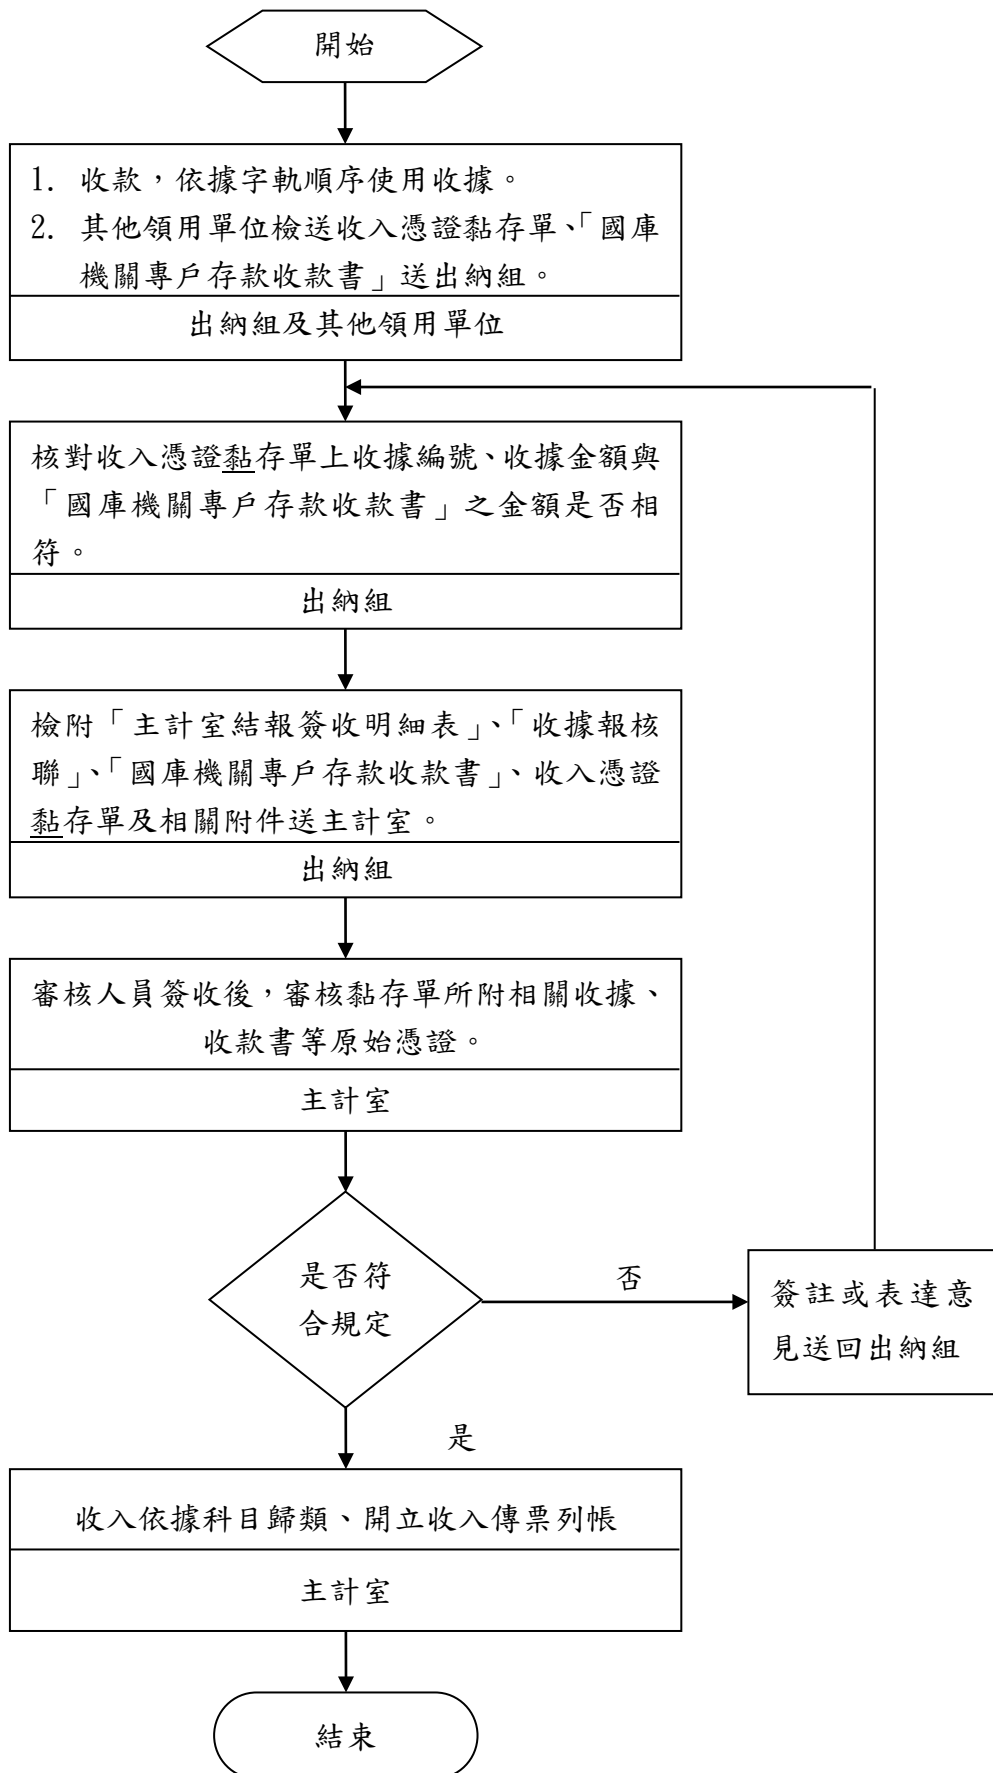 開始
1. 收款，依據字軌順序使用收據。
2. 其他領用單位檢送收入憑證黏存單、「國庫
機關專戶存款收款書」送出納組。
出納組及其他領用單位
核對收入憑證黏存單上收據編號、收據金額與
「國庫機關專戶存款收款書」之金額是否相
符。
出納組
檢附「主計室結報簽收明細表」、「收據報核
聯」、「國庫機關專戶存款收款書」、收入憑證
黏存單及相關附件送主計室。
出納組
審核人員簽收後，審核黏存單所附相關收據、
收款書等原始憑證。
主計室
是否符
合規定
否
簽註或表達意
見送回出納組
是
收入依據科目歸類、開立收入傳票列帳
主計室
結束